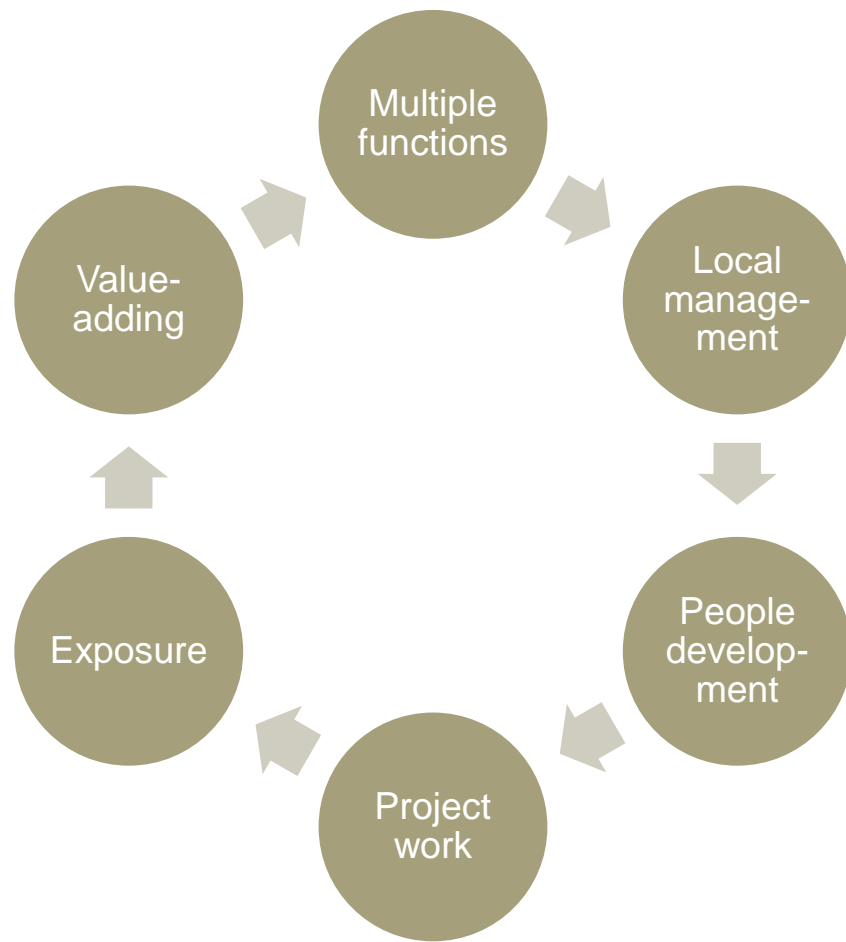 Multiple
functions
Local
manage-
ment
People
develop-
ment
Project
work
Exposure
Value-
adding